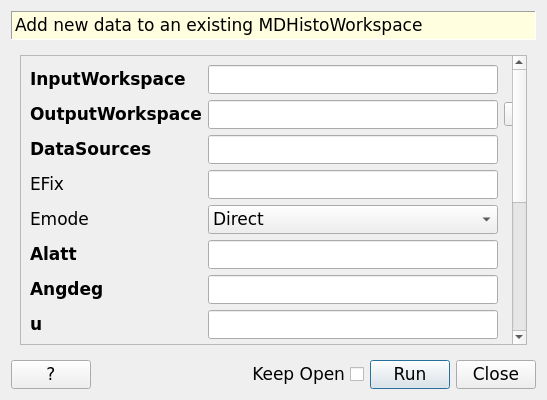 Add new data to an existing MDHistoWorkspace
InputWorkspace
OutputWorkspace
DataSources
EFix
Emode Direct
Alatt
Angdeg
u
? Keep Open Run Close